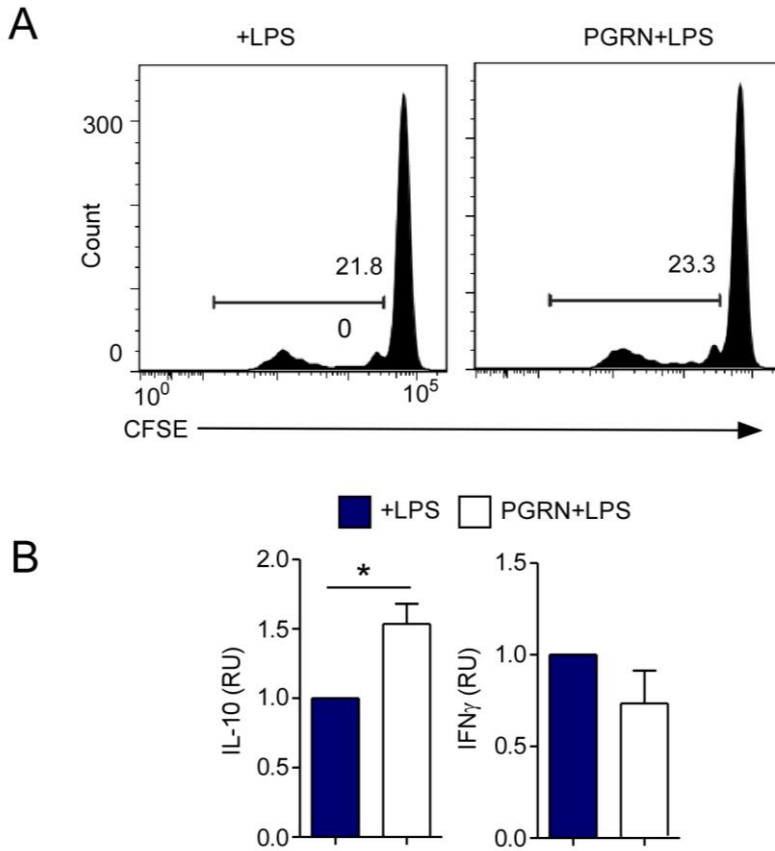 A
+LPS
PGRN+LPS
300
Count
21.8
23.3
0
0
10⁰
10⁵
CFSE
+LPS
PGRN+LPS
B
2.0
1.5
1.0
0.5
0.0
IL-10 (RU)
*
1.5
1.0
0.5
0.0
IFNγ (RU)